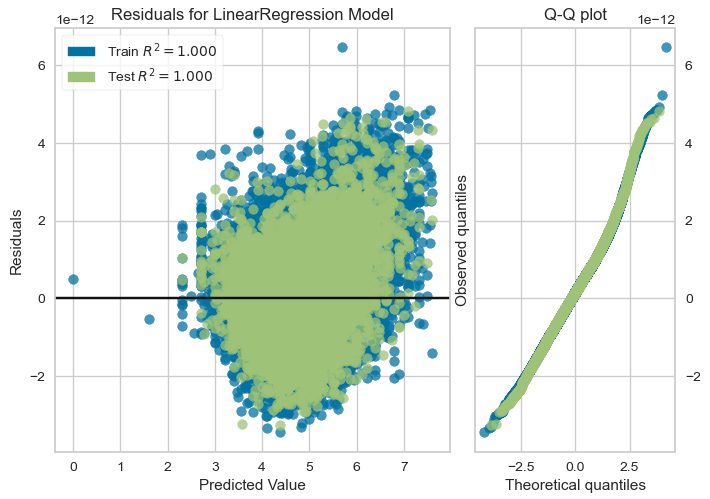 Residuals for LinearRegression Model
1e−12
Train R² = 1.000
Test R² = 1.000
6
4
2
0
−2
Residuals
0 1 2 3 4 5 6 7
Predicted Value
Q-Q plot
1e−12
Observed quantiles
6
4
2
0
−2
−2.5 0.0 2.5
Theoretical quantiles